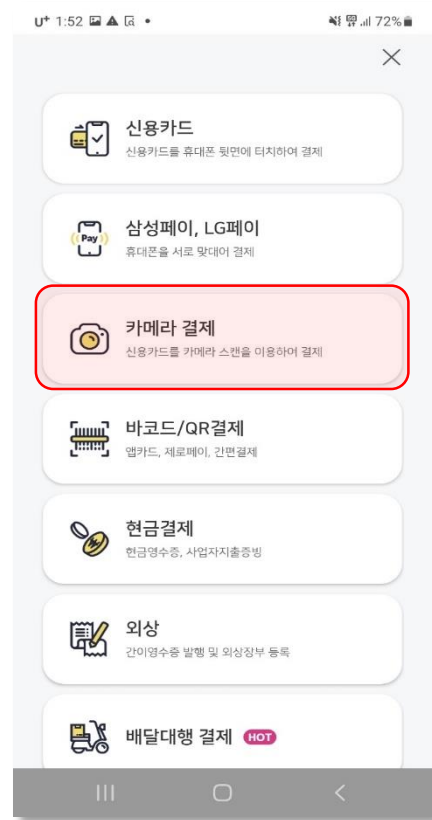 U+ 1:52 72%
신용카드
신용카드를 휴대폰 뒷면에 터치하여 결제
Pay
삼성페이, LG페이
휴대폰을 서로 맞대어 결제
카메라 결제
신용카드를 카메라 스캔을 이용하여 결제
바코드/QR결제
앱카드, 제로페이, 간편결제
현금결제
현금영수증, 사업자지출증빙
외상
간이영수증 발행 및 외상장부 등록
배달대행 결제 HOT